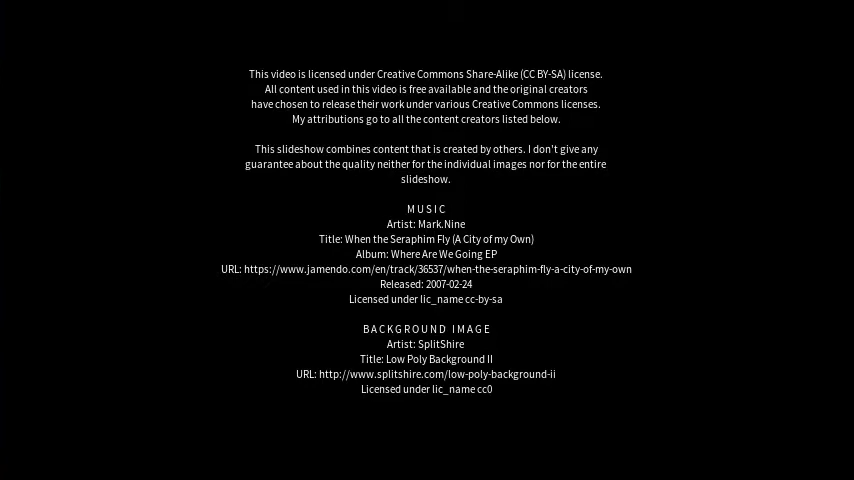 This video is licensed under Creative Commons Share-Alike (CC BY-SA) license.
All content used in this video is free available and the original creators
have chosen to release their work under various Creative Commons licenses.
My attributions go to all the content creators listed below.
This slideshow combines content that is created by others. I don't give any
guarantee about the quality neither for the individual images nor for the entire
slideshow.
MUSIC
Artist: Mark.Nine
Title: When the Seraphim Fly (A City of my Own)
Album: Where Are We Going EP
URL: https://www.jamendo.com/en/track/36537/when-the-seraphim-fly-a-city-of-my-own
Released: 2007-02-24
Licensed under lic_name cc-by-sa
BACKGROUND IMAGE
Artist: SplitShire
Title: Low Poly Background II
URL: http://www.splitshire.com/low-poly-background-ii
Licensed under lic_name cc0